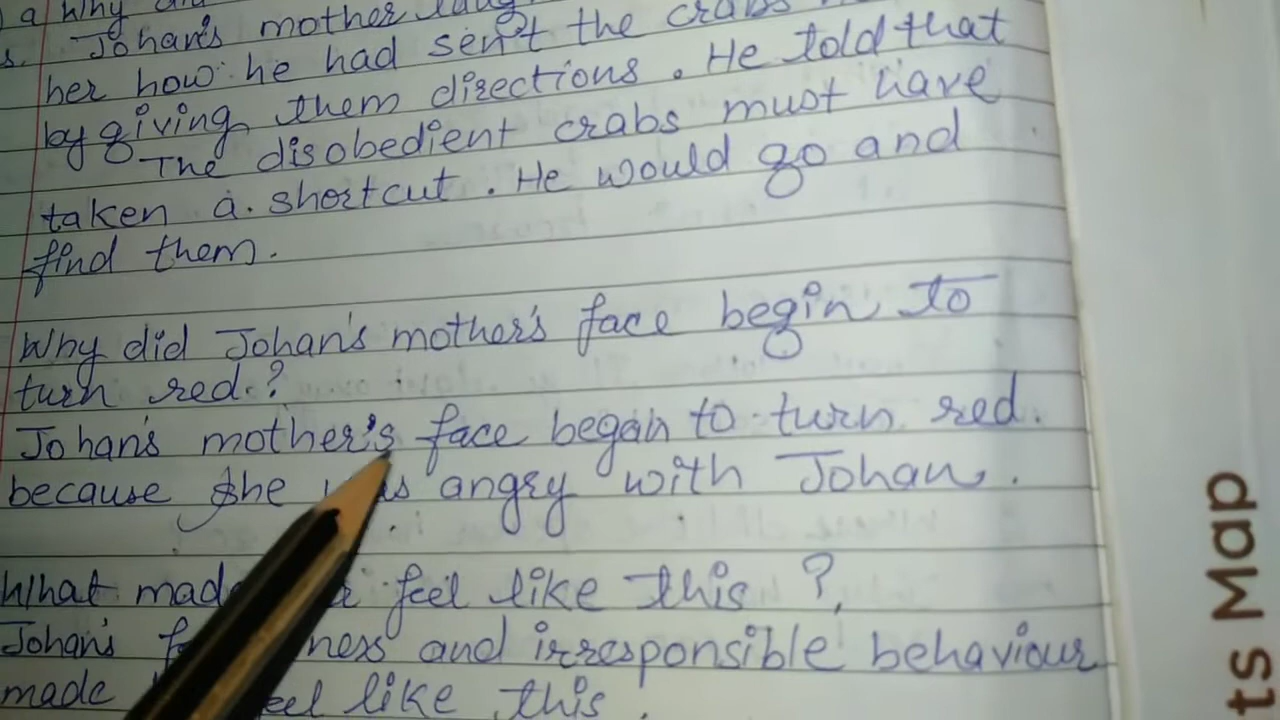 a Why did
s. Johan's mother
her how he had sent the crabs
by giving them directions. He told that
The disobedient crabs must have
taken a shortcut. He would go and
find them.
Why did Johan's mother's face begin to
turn red?
Johan's mother's face began to turn red.
because she was angry with Johan.
What made feel like this?
Johan's and irresponsible behaviour
made feel like this.
ts Map